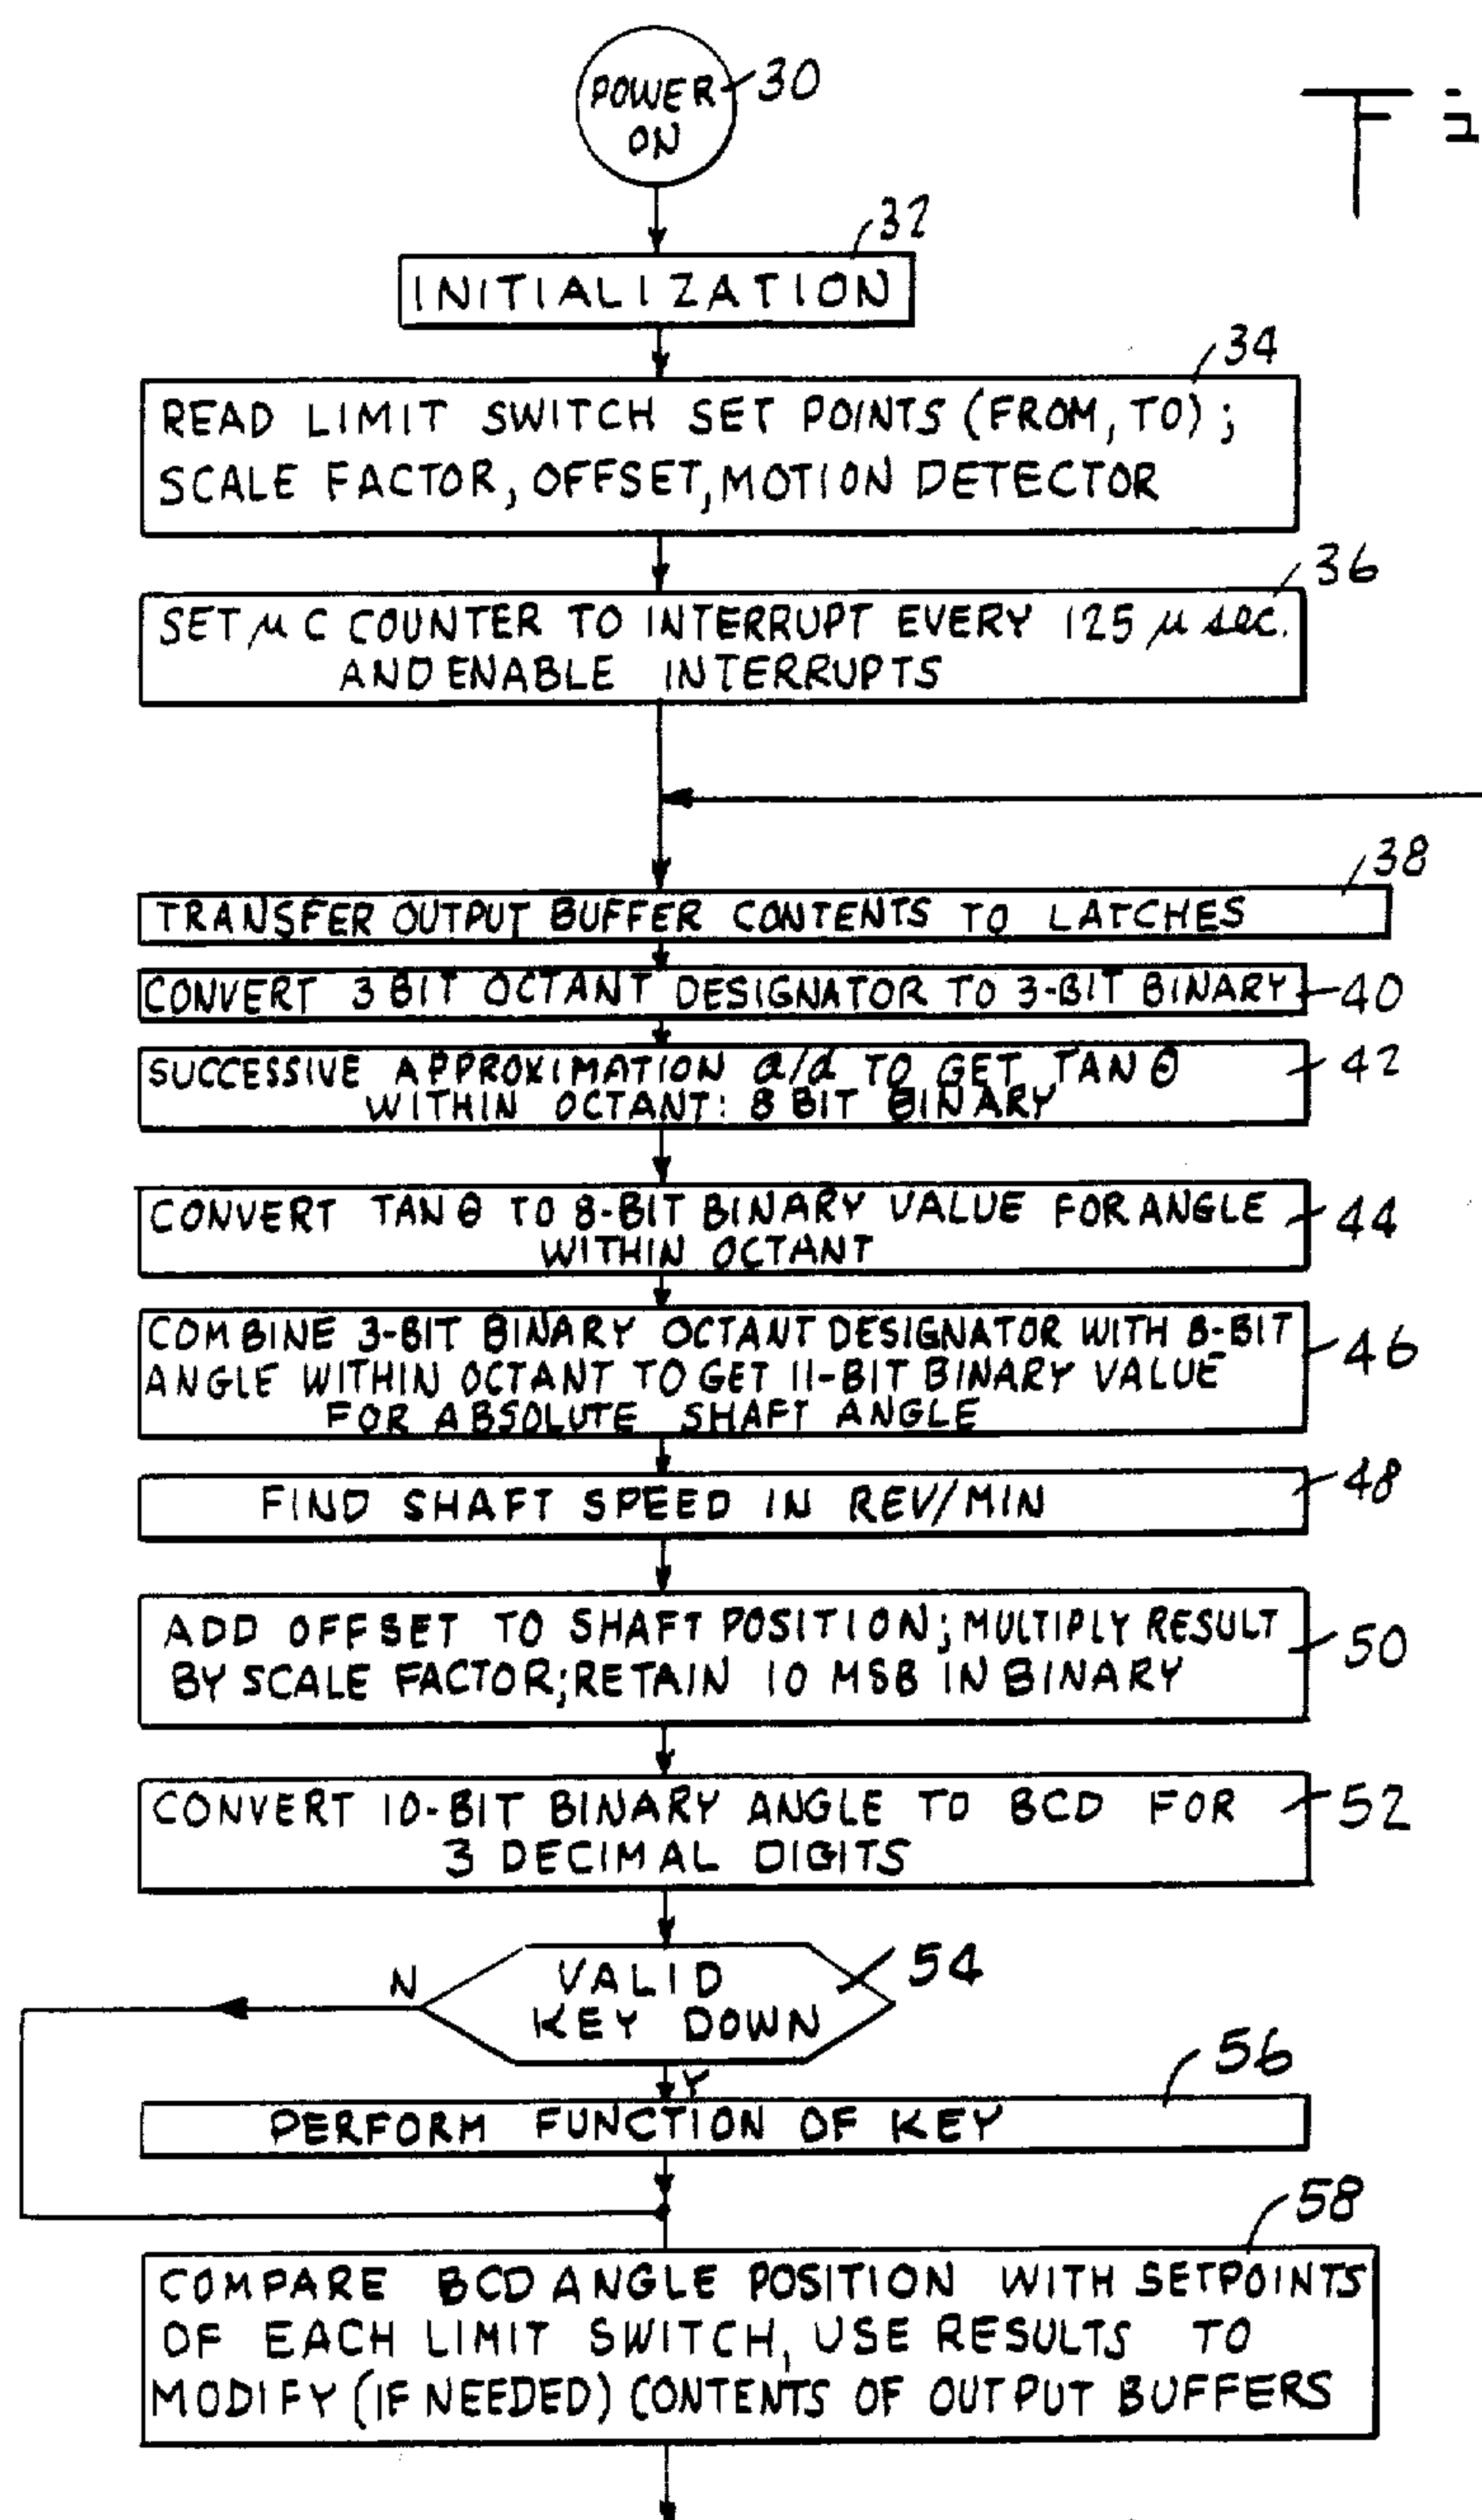 POWER
ON
30
F i
32
INITIALIZATION
34
READ LIMIT SWITCH SET POINTS (FROM, TO);
SCALE FACTOR, OFFSET, MOTION DETECTOR
36
SET μC COUNTER TO INTERRUPT EVERY 125 μ sec.
AND ENABLE INTERRUPTS
38
TRANSFER OUTPUT BUFFER CONTENTS TO LATCHES
CONVERT 3 BIT OCTANT DESIGNATOR TO 3-BIT BINARY
40
SUCCESSIVE APPROXIMATION a/d TO GET TAN θ
WITHIN OCTANT: 8 BIT BINARY
42
CONVERT TAN θ TO 8-BIT BINARY VALUE FOR ANGLE
WITHIN OCTANT
44
COMBINE 3-BIT BINARY OCTANT DESIGNATOR WITH 8-BIT
ANGLE WITHIN OCTANT TO GET 11-BIT BINARY VALUE
FOR ABSOLUTE SHAFT ANGLE
46
FIND SHAFT SPEED IN REV/MIN
48
ADD OFFSET TO SHAFT POSITION; MULTIPLY RESULT
BY SCALE FACTOR; RETAIN 10 MSB IN BINARY
50
CONVERT 10-BIT BINARY ANGLE TO BCD FOR
3 DECIMAL DIGITS
52
N
VALID
KEY DOWN
54
Y
56
PERFORM FUNCTION OF KEY
58
COMPARE BCD ANGLE POSITION WITH SETPOINTS
OF EACH LIMIT SWITCH, USE RESULTS TO
MODIFY (IF NEEDED) CONTENTS OF OUTPUT BUFFERS